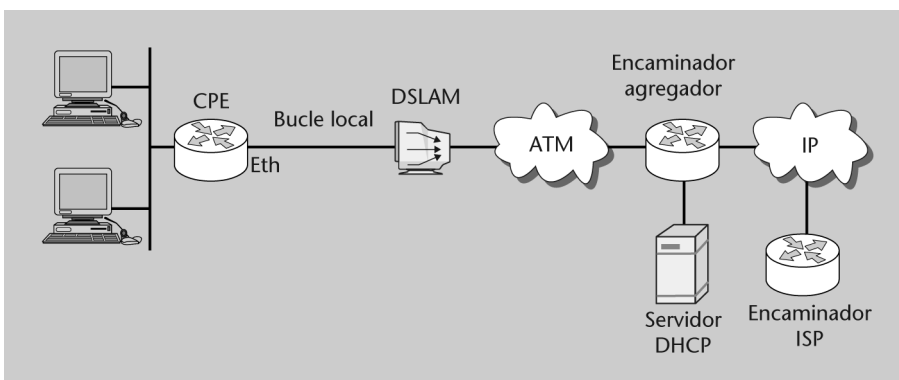 CPE
Eth
Bucle local
DSLAM
ATM
Encaminador
agregador
IP
Servidor
DHCP
Encaminador
ISP